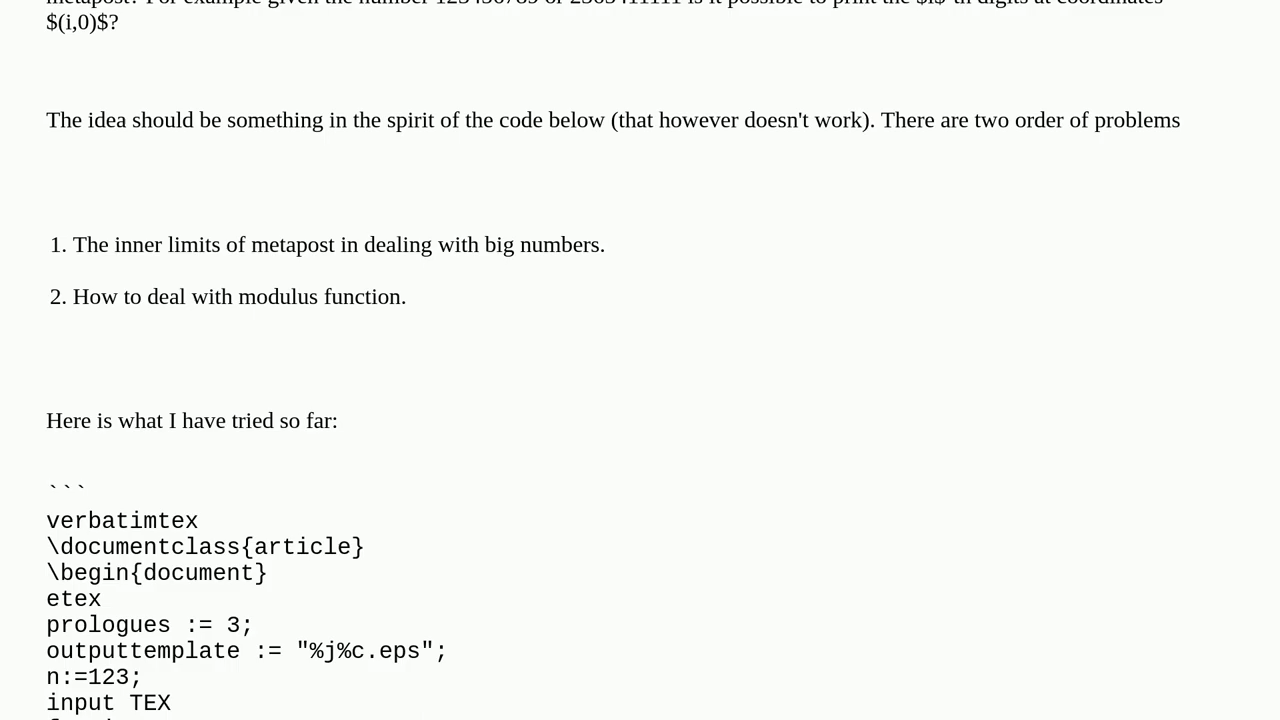 $(i,0)$?
The idea should be something in the spirit of the code below (that however doesn't work). There are two order of problems
1. The inner limits of metapost in dealing with big numbers.
2. How to deal with modulus function.
Here is what I have tried so far:
```
verbatimtex
\documentclass{article}
\begin{document}
etex
prologues := 3;
outputtemplate := "%j%c.eps";
n:=123;
input TEX